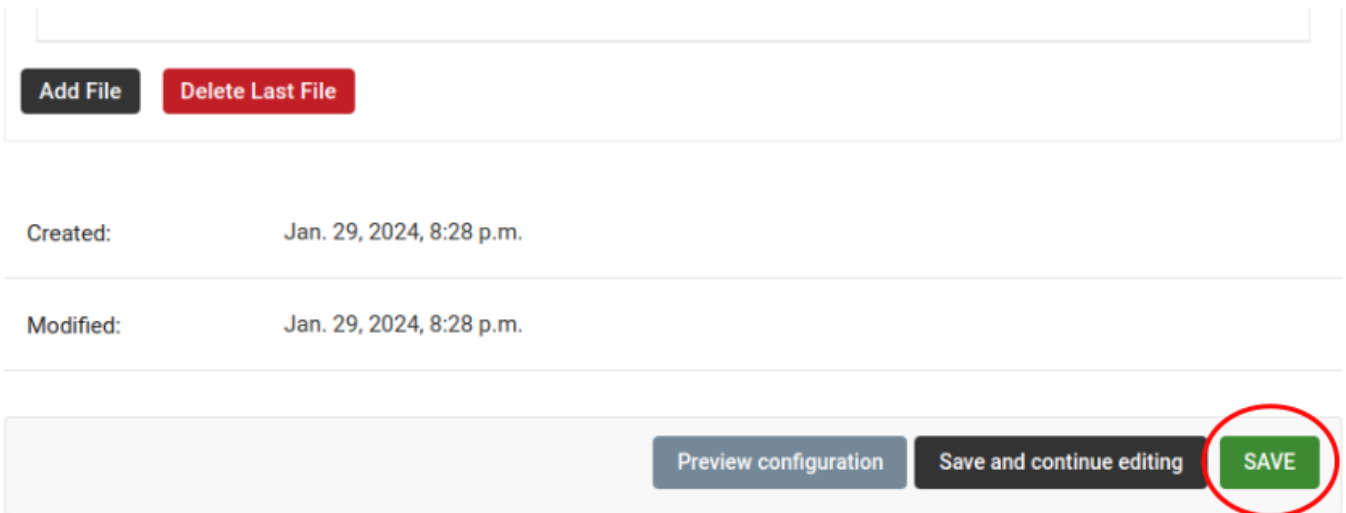 Add File Delete Last File
Created: Jan. 29, 2024, 8:28 p.m.
Modified: Jan. 29, 2024, 8:28 p.m.
Preview configuration Save and continue editing SAVE